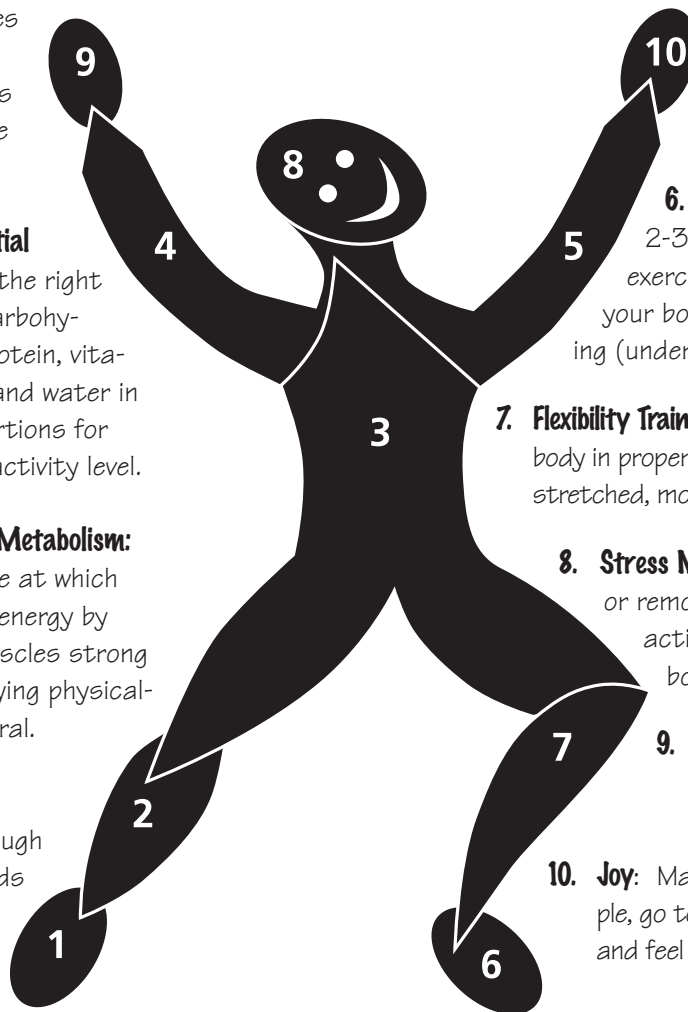 es
s
e
tial
the right
arbohy-
otein, vita-
and water in
rtions for
activity level.
Metabolism:
e at which
energy by
scles strong
ying physical-
ral.
ugh
ds
9
10
8
4
5
3
7
2
1
6
6.
2-3
exerc
your bo
ing (under
7. Flexibility Train
body in proper
stretched, mo
8. Stress M
or remo
acti
bo
9.
10. Joy: Ma
ple, go to
and feel